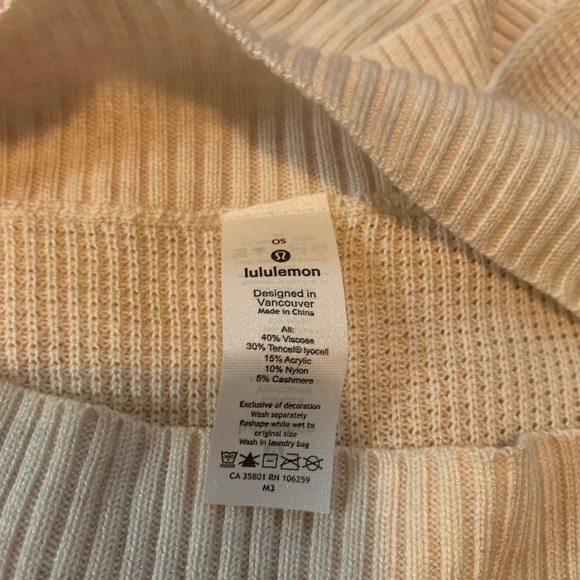 OS
lululemon
Designed in
Vancouver
Made in China
All:
40% Viscose
30% Tencel® lyocell
15% Acrylic
10% Nylon
5% Cashmere
Exclusive of decoration
Wash separately
Reshape while wet to
original size
Wash in laundry bag
CA 35801 RN 106259
M3